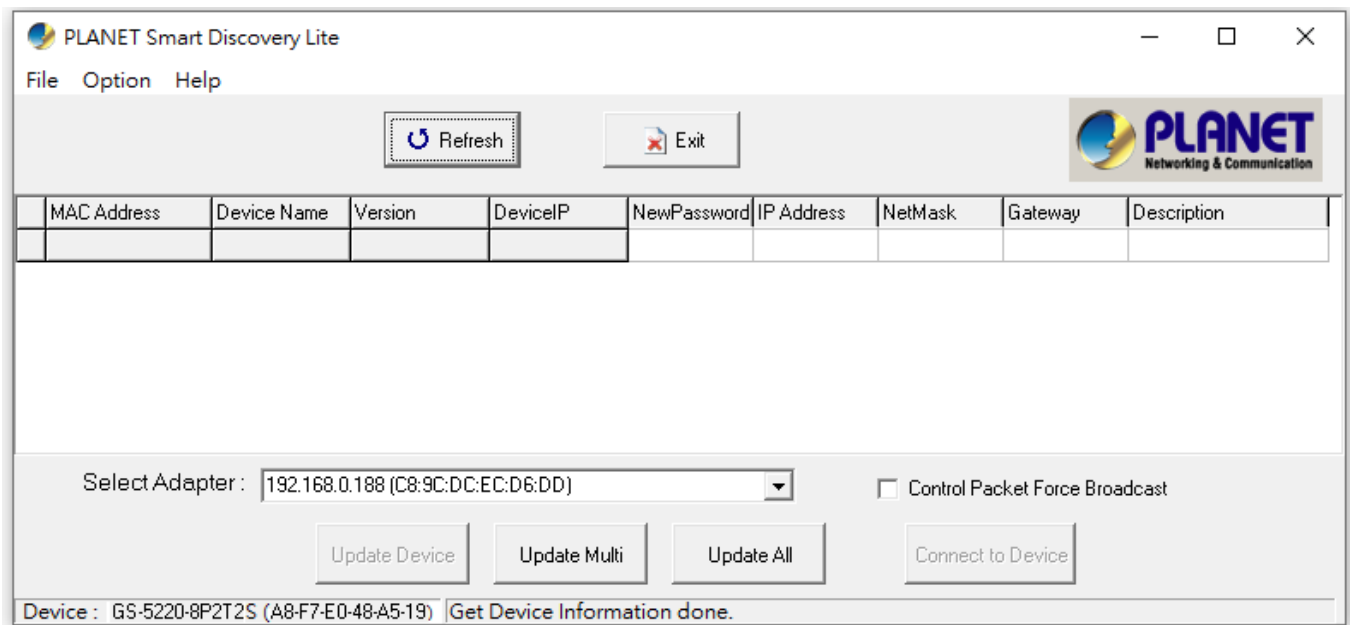 PLANET Smart Discovery Lite
File Option Help
Refresh Exit
PLANET
Networking & Communication
MAC Address Device Name Version DeviceIP NewPassword IP Address NetMask Gateway Description
Select Adapter : 192.168.0.188 (C8:9C:DC:EC:D6:DD) Control Packet Force Broadcast
Update Device Update Multi Update All Connect to Device
Device : GS-5220-8P2T2S (A8-F7-E0-48-A5-19) Get Device Information done.